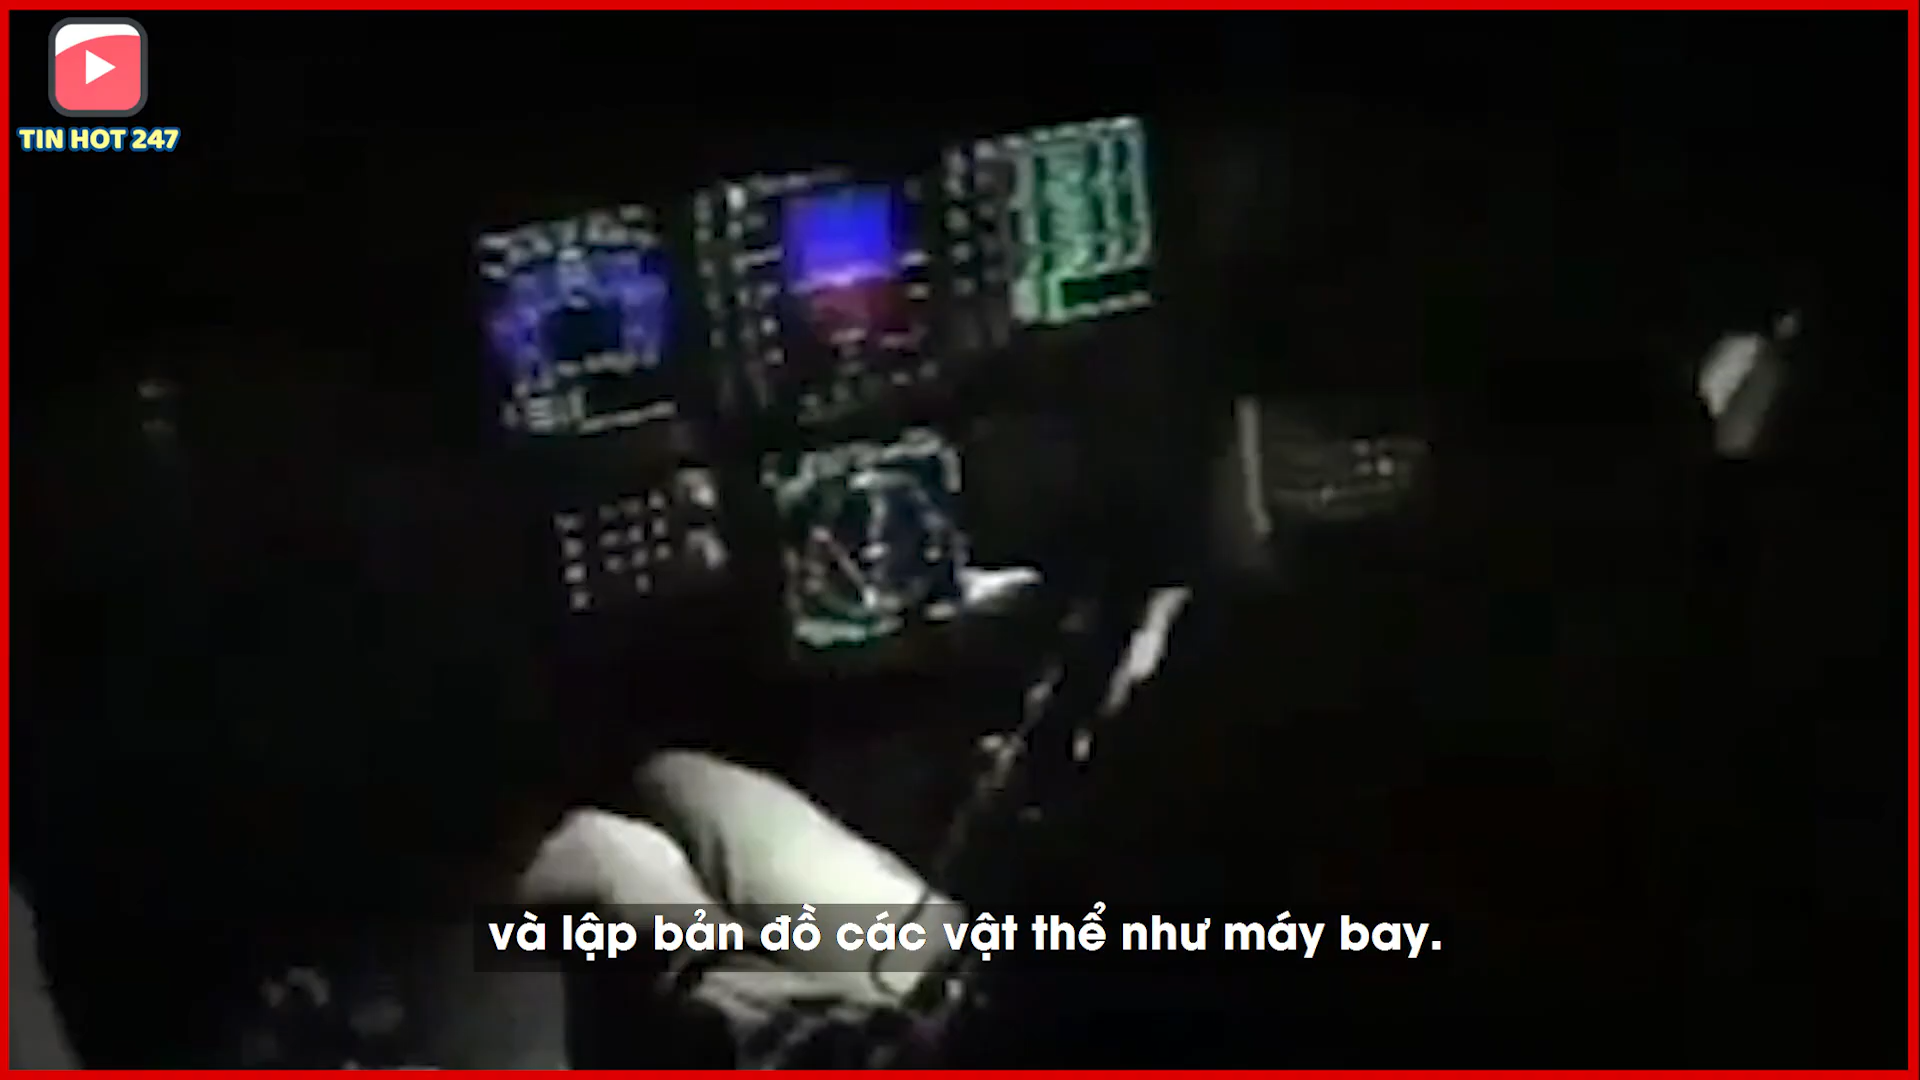 TIN HOT 247
và lập bản đồ các vật thể như máy bay.